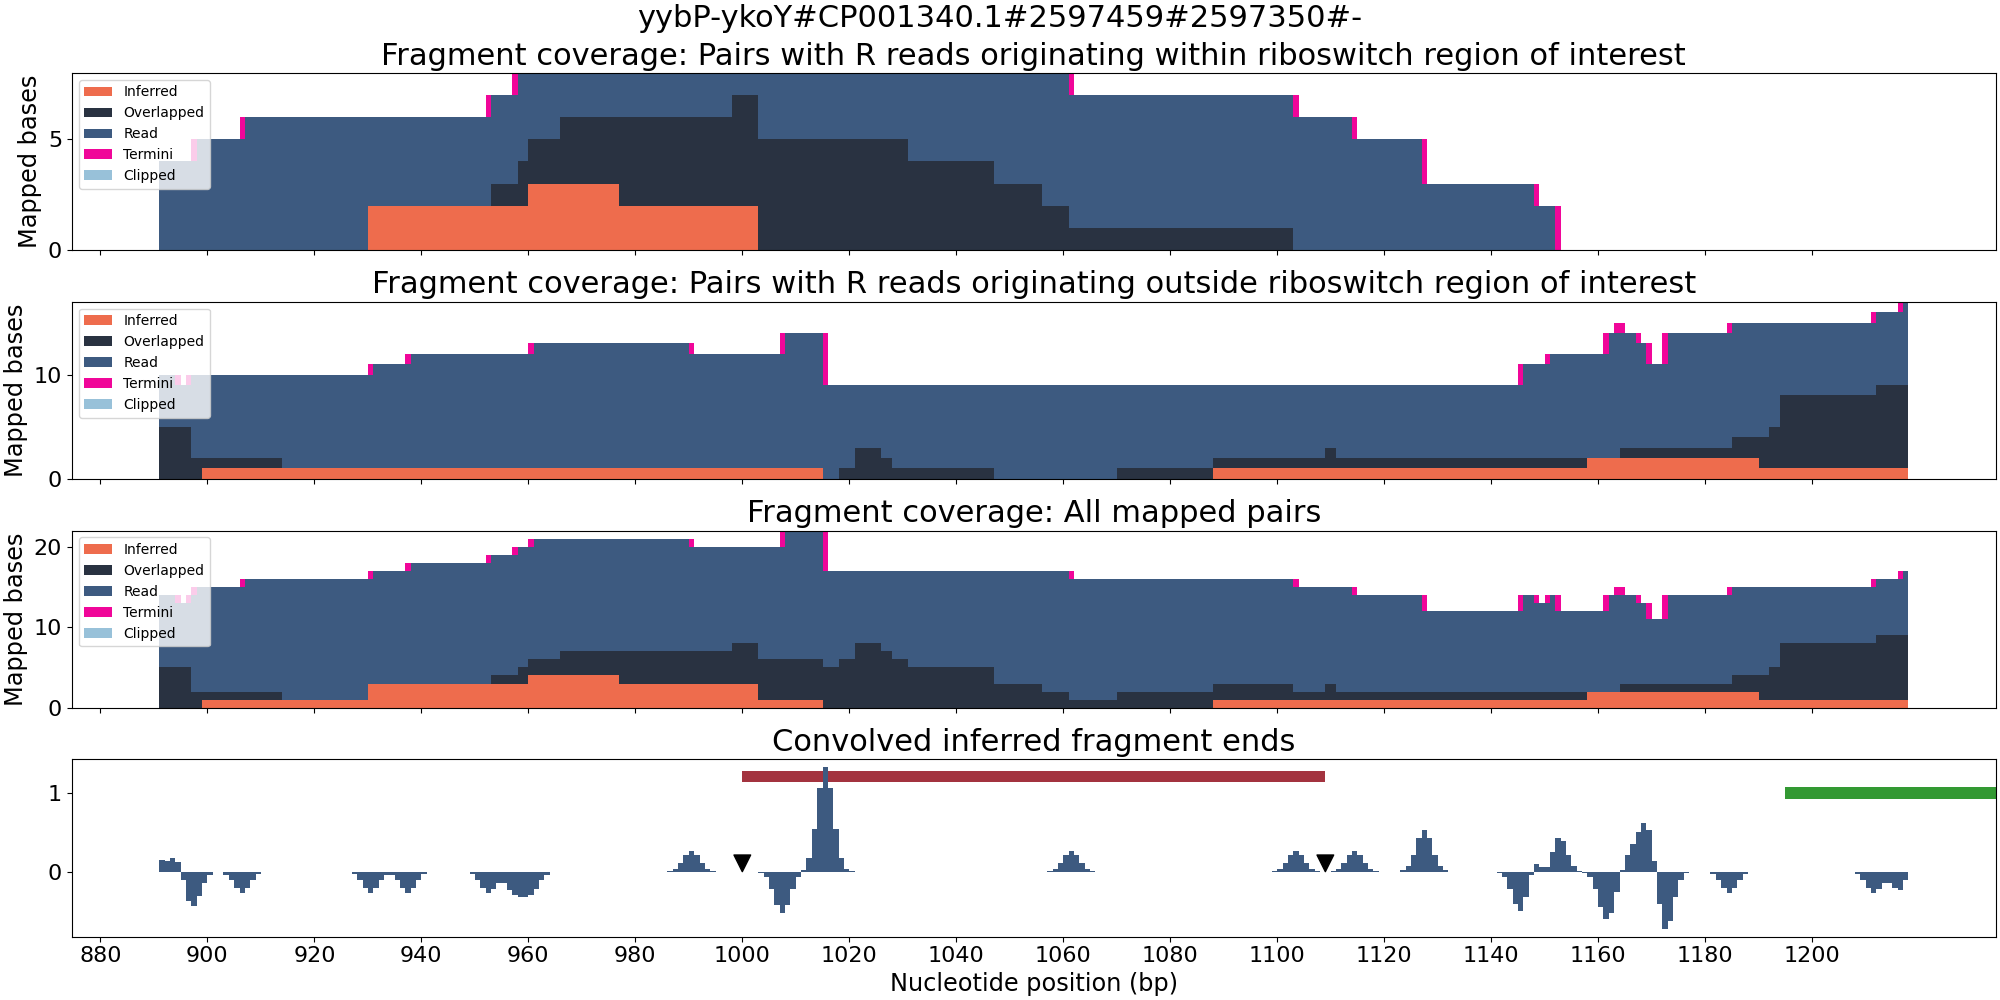 yybP-ykoY#CP001340.1#2597459#2597350#-
Fragment coverage: Pairs with R reads originating within riboswitch region of interest
Mapped bases
5
0
Inferred
Overlapped
Read
Termini
Clipped
Fragment coverage: Pairs with R reads originating outside riboswitch region of interest
Mapped bases
10
0
Inferred
Overlapped
Read
Termini
Clipped
Fragment coverage: All mapped pairs
Mapped bases
20
10
0
Inferred
Overlapped
Read
Termini
Clipped
Convolved inferred fragment ends
1
0
880 900 920 940 960 980 1000 1020 1040 1060 1080 1100 1120 1140 1160 1180 1200
Nucleotide position (bp)